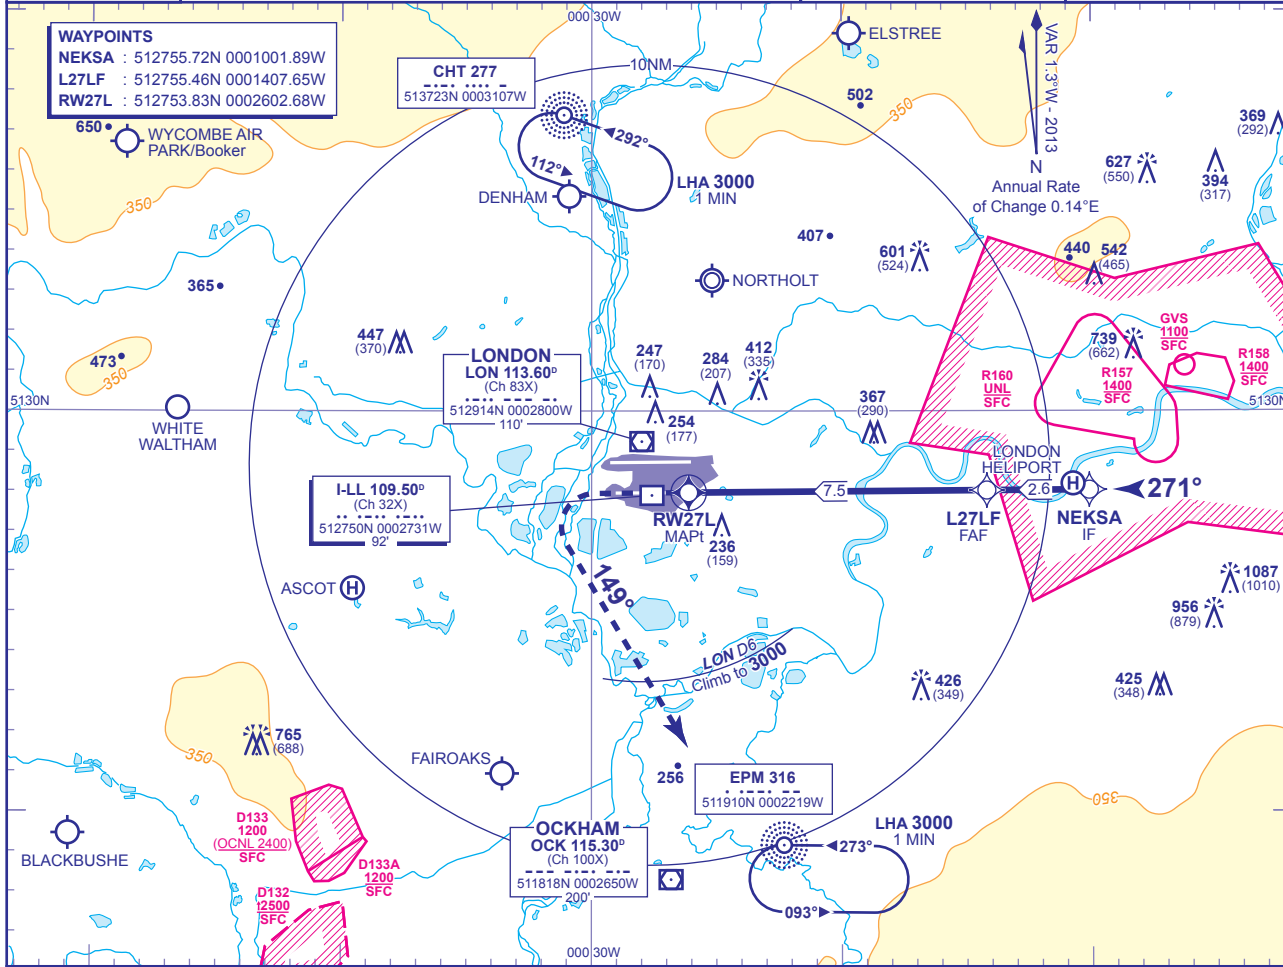 000 30W
WAYPOINTS
NEKSA : 512755.72N 0001001.89W
L27LF : 512755.46N 0001407.65W
RW27L : 512753.83N 0002602.68W
650
WYCOMBE AIR
PARK/Booker
350
CHT 277
513723N 0003107W
10NM
ELSTREE
502
350
VAR 1.3°W - 2013
N
Annual Rate
of Change 0.14°E
369
(292)
627
(550)
394
(317)
292°
112°
DENHAM
LHA 3000
1 MIN
407
601
(524)
440
542
(465)
365
NORTHOLT
447
(370)
473
350
LONDON
LON 113.60D
(Ch 83X)
512914N 0002800W
110'
247
(170)
254
(177)
284
(207)
412
(335)
367
(290)
739
(662)
GVS
1100
SFC
R158
1400
SFC
R157
1400
SFC
R160
UNL
SFC
5130N
5130N
WHITE
WALTHAM
I-LL 109.50D
(Ch 32X)
512750N 0002731W
92'
LONDON
HELIPORT
H
7.5
2.6
271°
RW27L
MAPt
L27LF
FAF
NEKSA
IF
236
(159)
ASCOT
H
149°
1087
(1010)
956
(879)
LON D6
Climb to 3000
426
(349)
425
(348)
765
(688)
350
FAIROAKS
256
EPM 316
511910N 0002219W
350
D133
1200
(OCNL 2400)
SFC
D133A
1200
SFC
D132
12500
SFC
BLACKBUSHE
OCKHAM
OCK 115.30D
(Ch 100X)
511818N 0002650W
200'
LHA 3000
1 MIN
273°
093°
000 30W